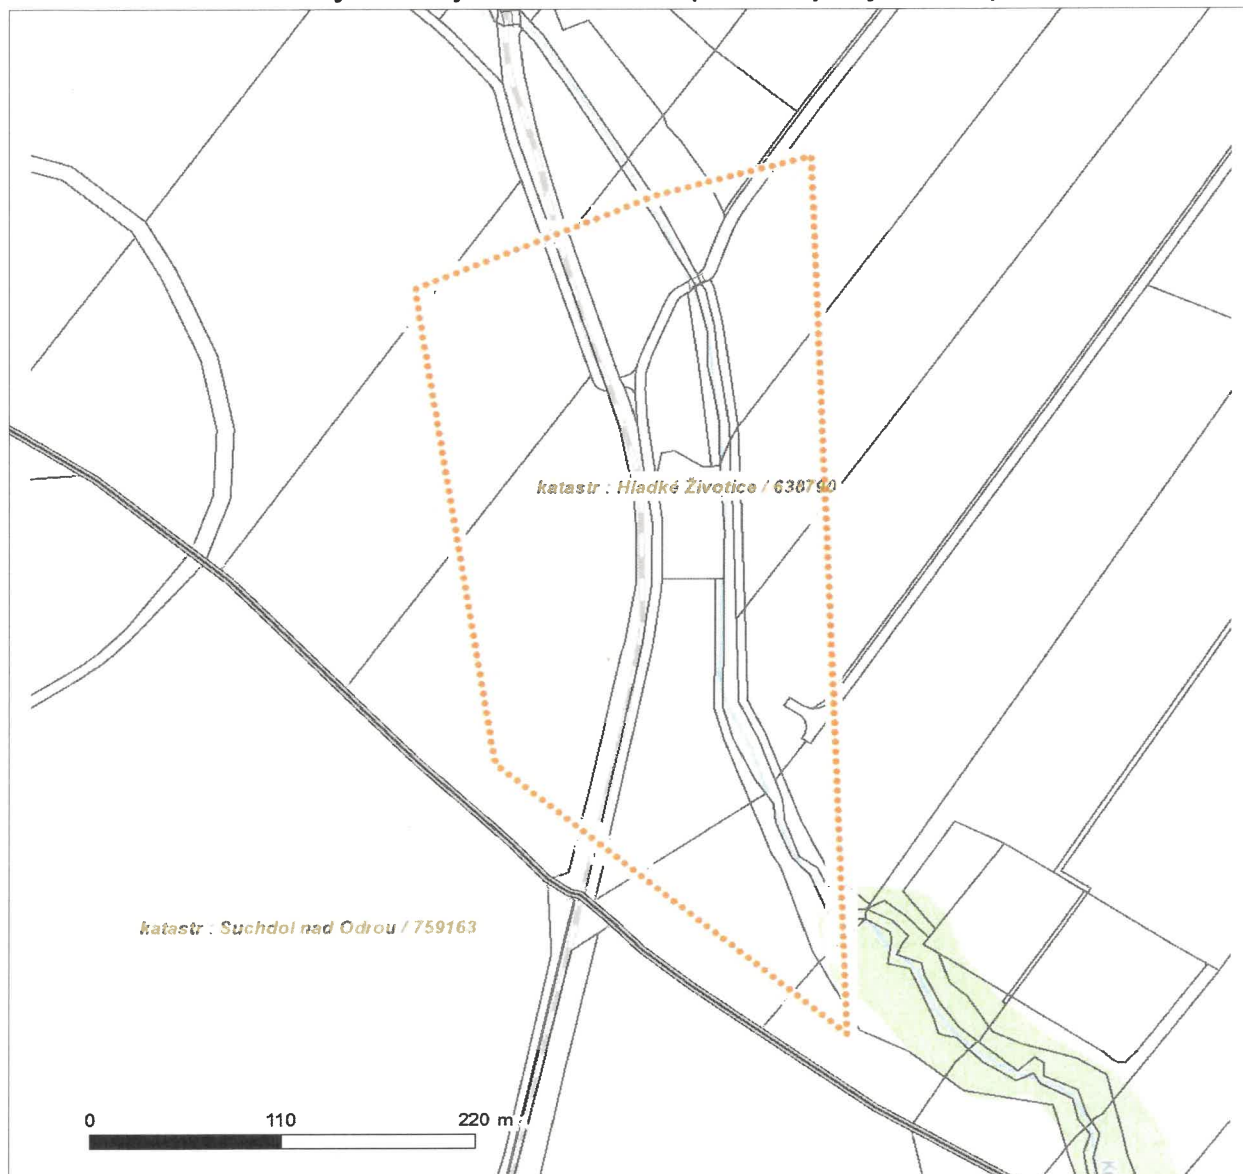 katastr : Hladké Životice / 638790
katastr : Suchdol nad Odrou / 759163
0 110 220 m